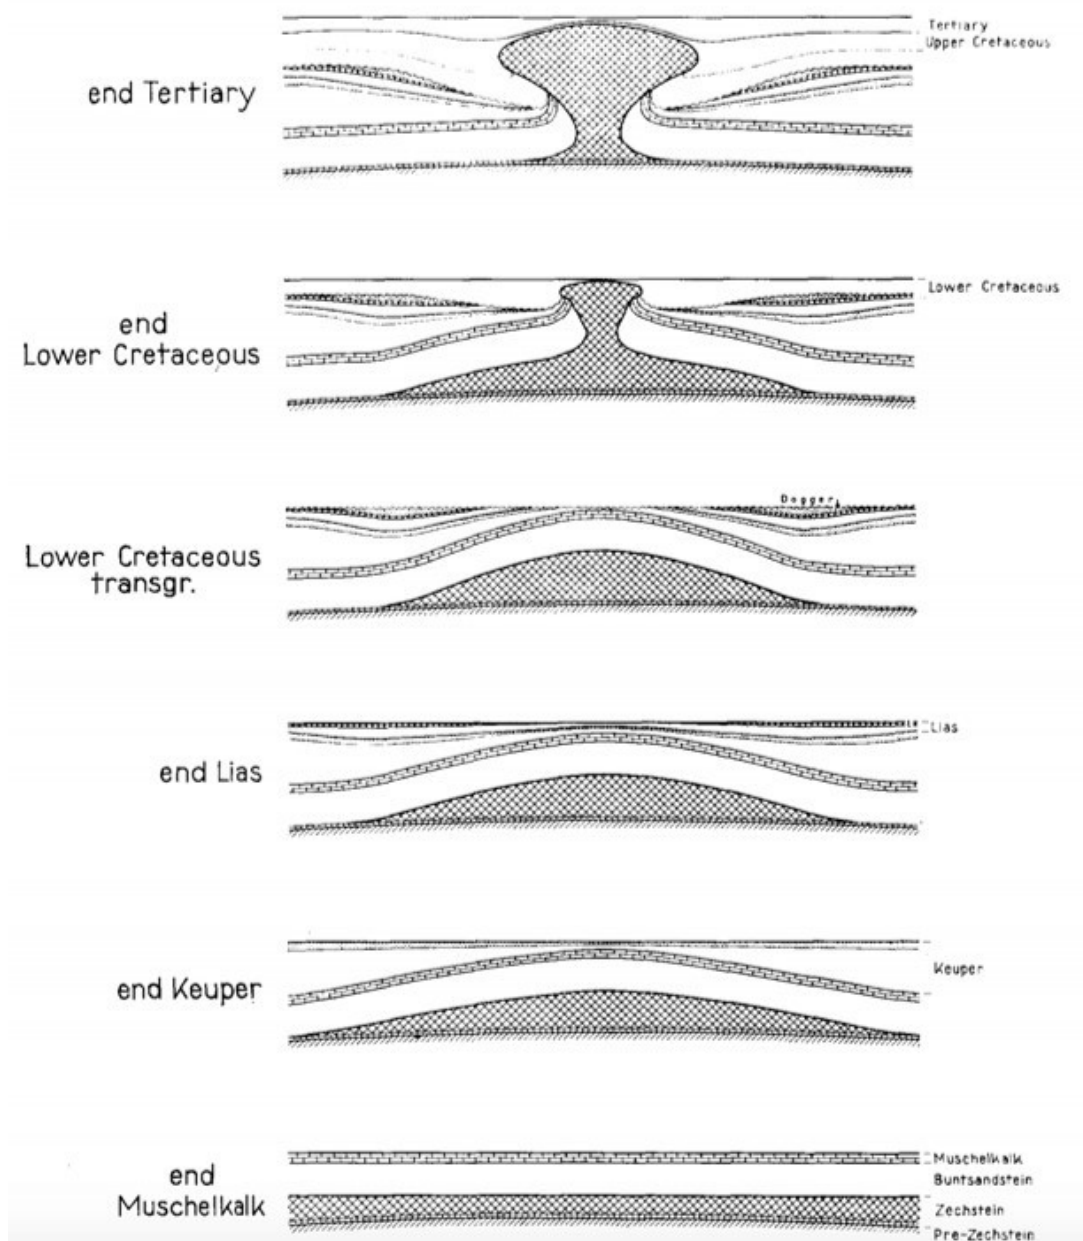 Tertiary
Upper Cretaceous
end Tertiary
Lower Cretaceous
end
Lower Cretaceous
Dogger
Lower Cretaceous
transgr.
Lias
end Lias
Keuper
end Keuper
Muschelkalk
end
Buntsandstein
Muschelkalk
Zechstein
Pre-Zechstein